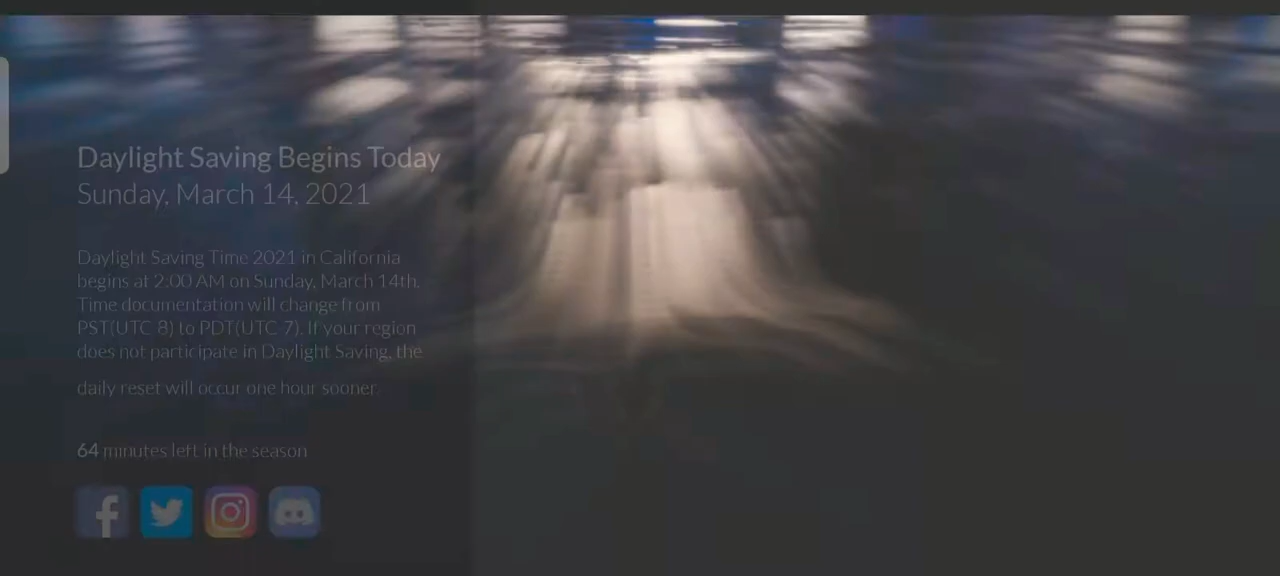 Daylight Saving Begins Today
Sunday, March 14, 2021
Daylight Saving Time 2021 in California
begins at 2:00 AM on Sunday, March 14th.
Time documentation will change from
PST(UTC 8) to PDT(UTC 7). If your region
does not participate in Daylight Saving, the
daily reset will occur one hour sooner.
64 minutes left in the season